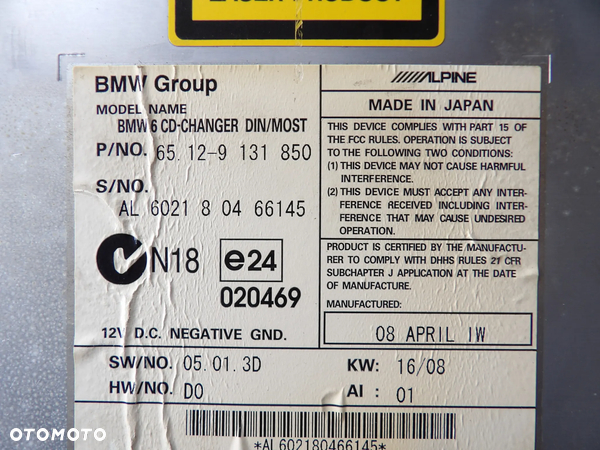 LASER PRODUCT
BMW Group
MODEL NAME
BMW 6 CD-CHANGER DIN/MOST
P/NO. 65.12-9 131 850
S/NO.
AL 6021 8 04 66145
N18
e24
020469
12V D.C. NEGATIVE GND.
ALPINE
MADE IN JAPAN
THIS DEVICE COMPLIES WITH PART 15 OF
THE FCC RULES. OPERATION IS SUBJECT
TO THE FOLLOWING TWO CONDITIONS:
(1) THIS DEVICE MAY NOT CAUSE HARMFUL
INTERFERENCE.
(2) THIS DEVICE MUST ACCEPT ANY INTER-
FERENCE RECEIVED INCLUDING INTER-
FERENCE THAT MAY CAUSE UNDESIRED
OPERATION.
PRODUCT IS CERTIFIED BY THE MANUFACTU-
RER TO COMPLY WITH DHHS RULES 21 CFR
SUBCHAPTER J APPLICATION AT THE DATE
OF MANUFACTURE.
MANUFACTURED:
08 APRIL IW
SW/NO. 05.01.3D
KW: 16/08
HW/NO. D0
AI : 01
*AL602180466145*
OTOMOTO